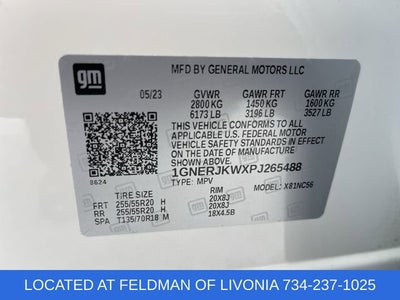 gm
MFD BY GENERAL MOTORS LLC
05/23 GVWR GAWR FRT GAWR RR
2800 KG 1450 KG 1600 KG
6173 LB 3196 LB 3527 LB
THIS VEHICLE CONFORMS TO ALL
APPLICABLE U.S. FEDERAL MOTOR
VEHICLE SAFETY STANDARDS IN
EFFECT ON THE DATE OF MANUFACTURE
SHOWN ABOVE.
1GNERJKWXPJ265488
8624 TYPE: MPV MODEL: X81NC56
TIRE SIZE RIM
FRT 255/55R20 H 20X8J
RR 255/55R20 H 20X8J
SPA T135/70R18 M 18X4.5B
LOCATED AT FELDMAN OF LIVONIA 734-237-1025